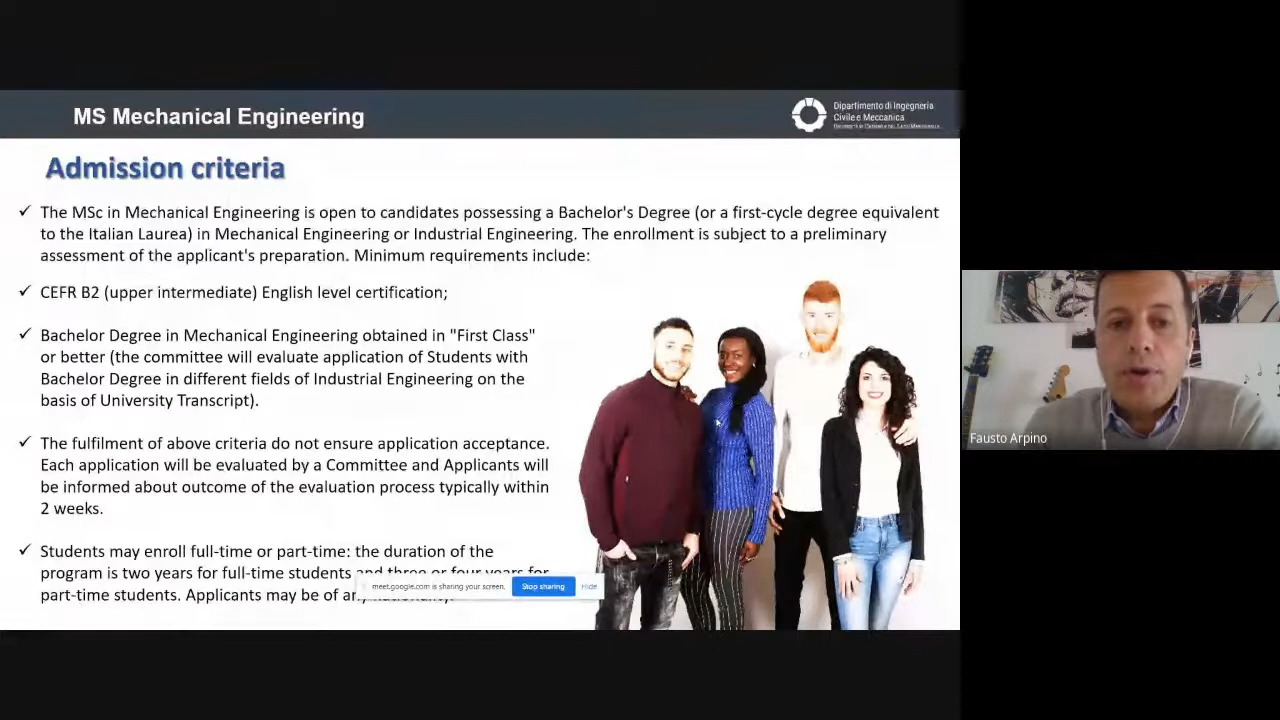 MS Mechanical Engineering
Dipartimento di Ingegneria
Civile e Meccanica
Admission criteria
✓ The MSc in Mechanical Engineering is open to candidates possessing a Bachelor's Degree (or a first-cycle degree equivalent
to the Italian Laurea) in Mechanical Engineering or Industrial Engineering. The enrollment is subject to a preliminary
assessment of the applicant's preparation. Minimum requirements include:
✓ CEFR B2 (upper intermediate) English level certification;
✓ Bachelor Degree in Mechanical Engineering obtained in "First Class"
or better (the committee will evaluate application of Students with
Bachelor Degree in different fields of Industrial Engineering on the
basis of University Transcript).
✓ The fulfilment of above criteria do not ensure application acceptance.
Each application will be evaluated by a Committee and Applicants will
be informed about outcome of the evaluation process typically within
2 weeks.
✓ Students may enroll full-time or part-time: the duration of the
program is two years for full-time students and three or four years for
part-time students. Applicants may be of any
meet.google.com is sharing your screen.
Stop sharing
Hide
Fausto Arpino